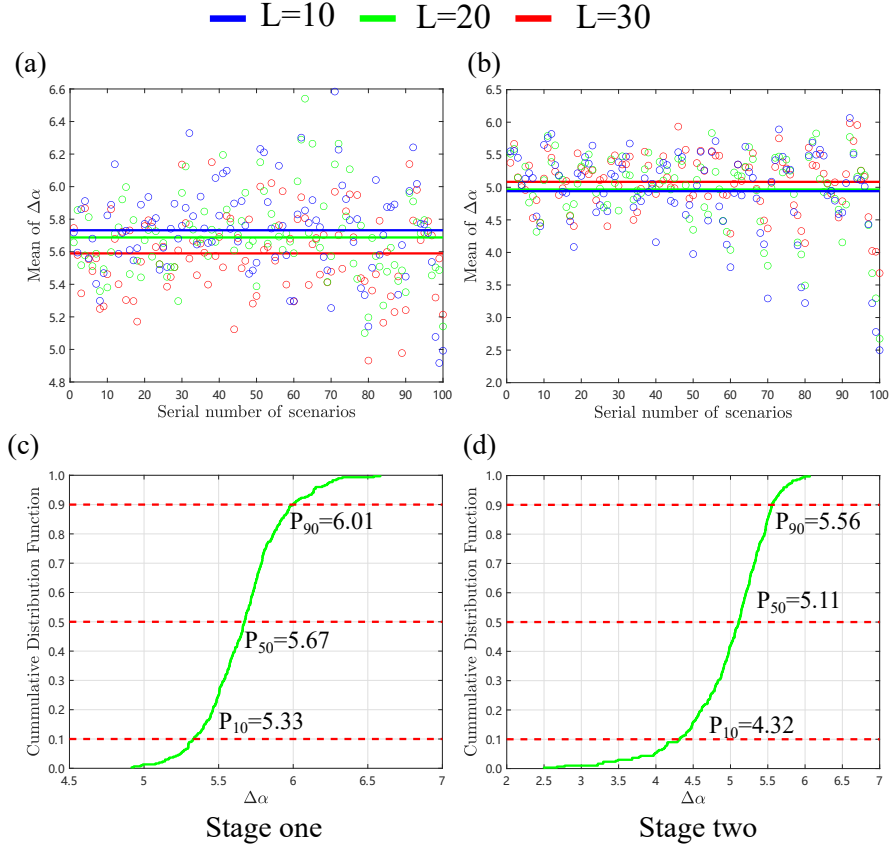 L=10 L=20 L=30
(a)
6.6
6.4
6.2
6.0
5.8
5.6
5.4
5.2
5.0
4.8
Mean of Δα
0 10 20 30 40 50 60 70 80 90 100
Serial number of scenarios
(b)
6.5
6.0
5.5
5.0
4.5
4.0
3.5
3.0
2.5
2.0
Mean of Δα
0 10 20 30 40 50 60 70 80 90 100
Serial number of scenarios
(c)
1.0
0.9
0.8
0.7
0.6
0.5
0.4
0.3
0.2
0.1
0.0
Cummulative Distribution Function
P90=6.01
P50=5.67
P10=5.33
4.5 5 5.5 6 6.5 7
Δα
Stage one
(d)
1.0
0.9
0.8
0.7
0.6
0.5
0.4
0.3
0.2
0.1
0.0
Cummulative Distribution Function
P90=5.56
P50=5.11
P10=4.32
2 2.5 3 3.5 4 4.5 5 5.5 6 6.5 7
Δα
Stage two